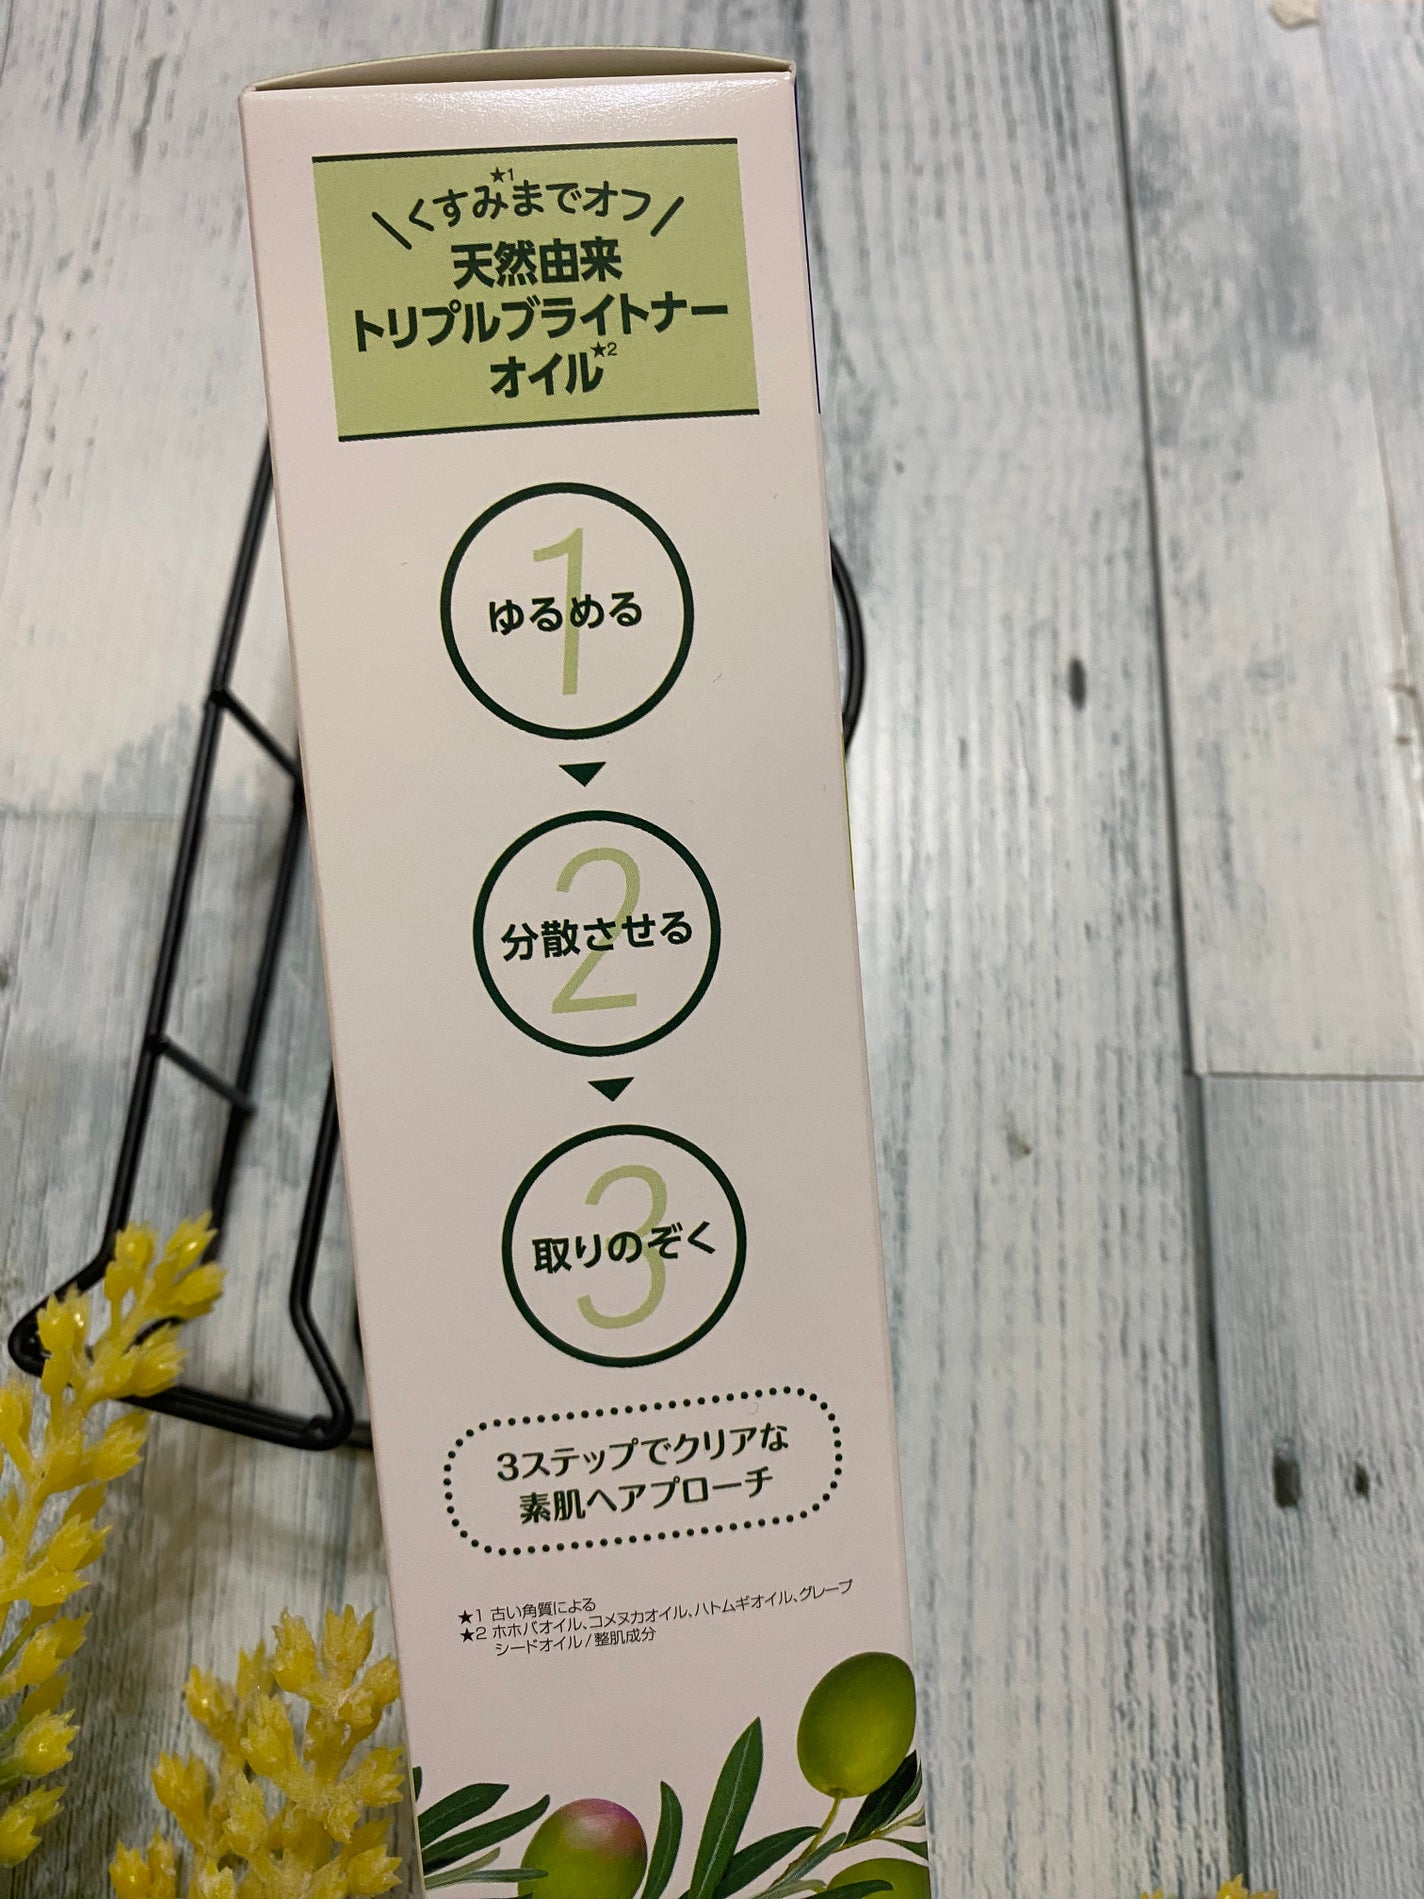 \くすみ★1までオフ/
天然由来
トリプルブライトナー
オイル★2
1
ゆるめる
2
分散させる
3
取りのぞく
3ステップでクリアな
素肌へアプローチ
★1 古い角質による
★2 ホホバオイル、コメヌカオイル、ハトムギオイル、グレープ
シードオイル/整肌成分